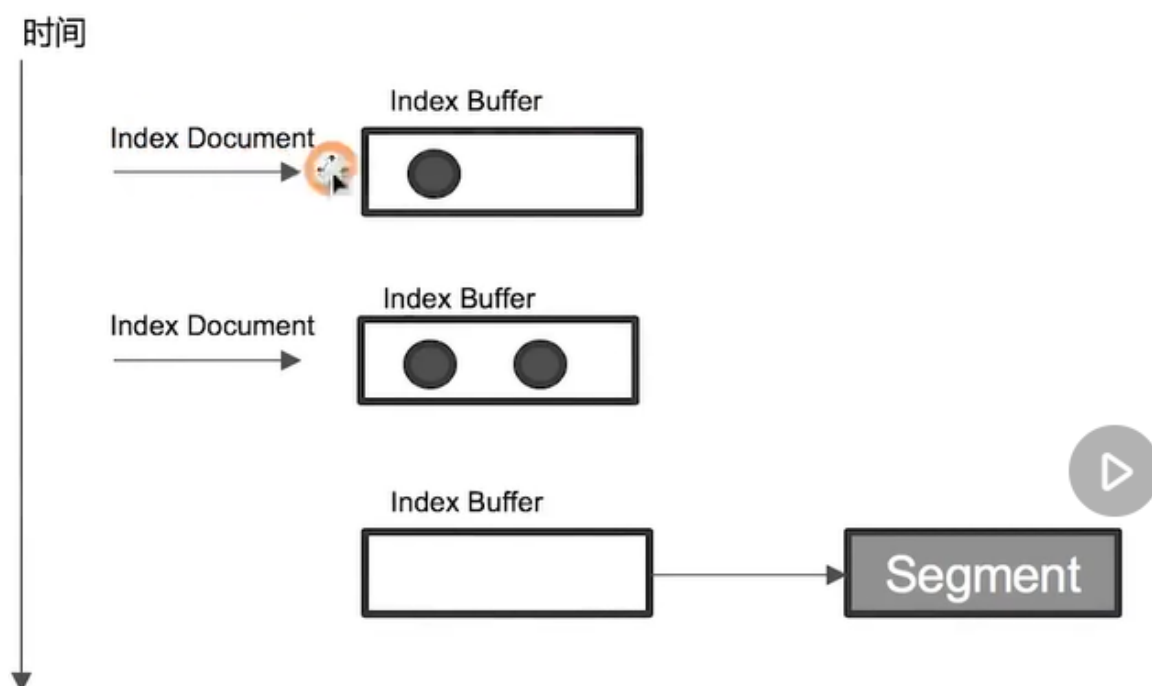 时间
Index Buffer
Index Document
Index Buffer
Index Document
Index Buffer
Segment